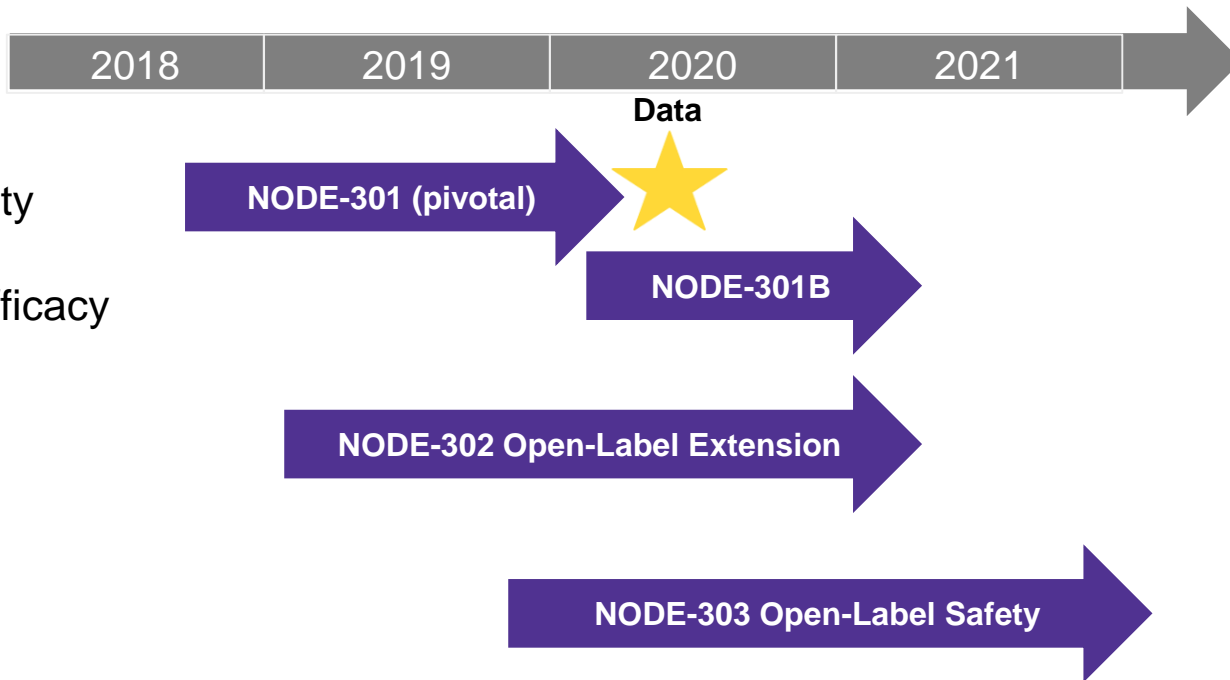 2018 2019 2020 2021
Data
ty
NODE-301 (pivotal)
NODE-301B
ficacy
NODE-302 Open-Label Extension
NODE-303 Open-Label Safety